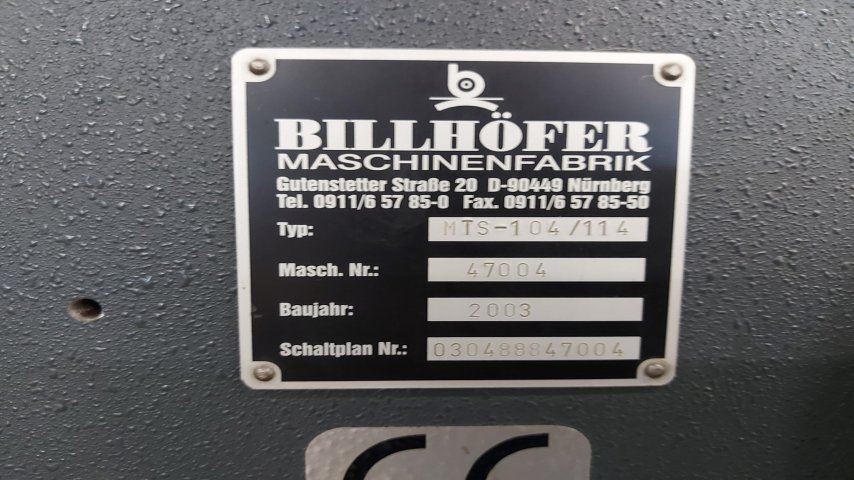 b
BILLHÖFER
MASCHINENFABRIK
Gutenstetter Straße 20 D-90449 Nürnberg
Tel. 0911/6 57 85-0 Fax. 0911/6 57 85-50
Typ: MTS-104/114
Masch. Nr.: 47004
Baujahr: 2003
Schaltplan Nr.: 030488847004
CE